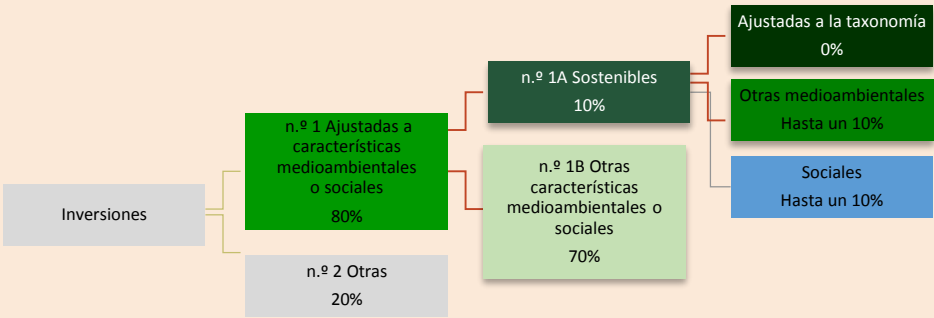 Inversiones
n.º 1 Ajustadas a
características
medioambientales
o sociales
80%
n.º 2 Otras
20%
n.º 1A Sostenibles
10%
n.º 1B Otras
características
medioambientales o
sociales
70%
Ajustadas a la taxonomía
0%
Otras medioambientales
Hasta un 10%
Sociales
Hasta un 10%